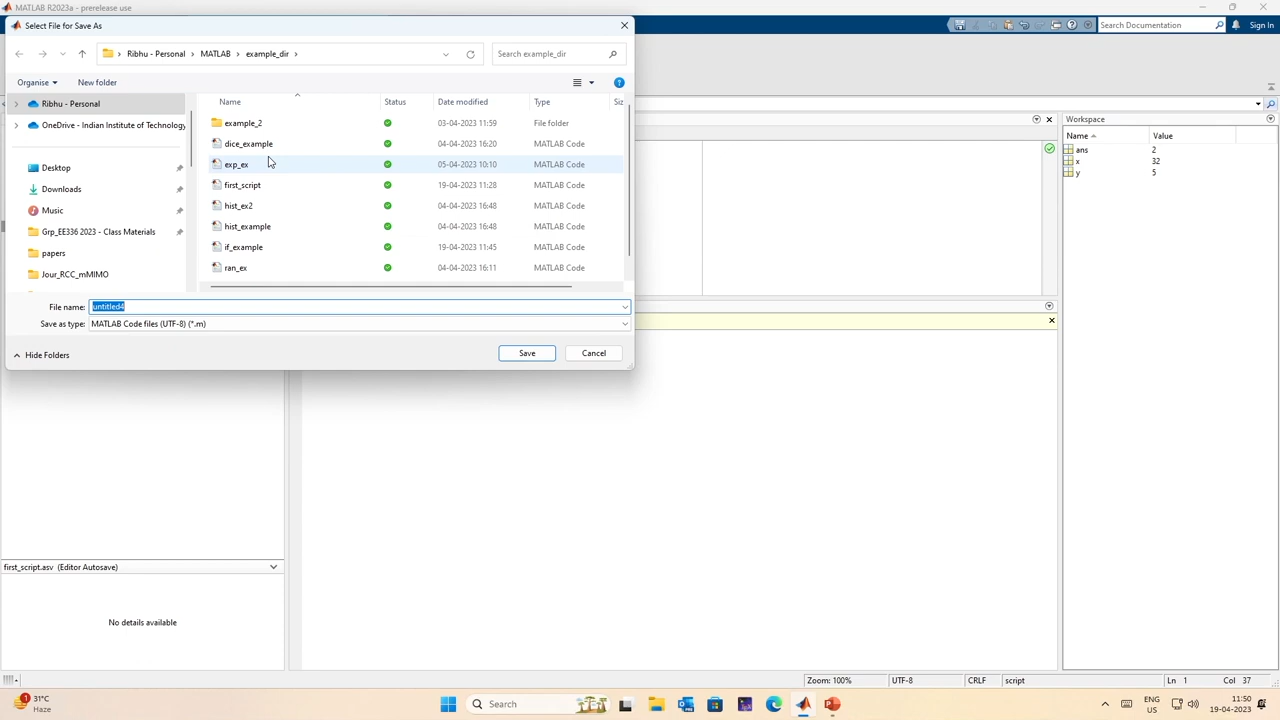 MATLAB R2023a - prerelease use
Select File for Save As
Search Documentation
Sign In
Ribhu - Personal > MATLAB > example_dir >
Search example_dir
Organise
New folder
?
Ribhu - Personal
OneDrive - Indian Institute of Technology
Desktop
Downloads
Music
Grp_EE336 2023 - Class Materials
papers
Jour_RCC_mMIMO
Name Status Date modified Type Siz
example_2 03-04-2023 11:59 File folder
dice_example 04-04-2023 16:20 MATLAB Code
exp_ex 05-04-2023 10:10 MATLAB Code
first_script 19-04-2023 11:28 MATLAB Code
hist_ex2 04-04-2023 16:48 MATLAB Code
hist_example 04-04-2023 16:48 MATLAB Code
if_example 19-04-2023 11:45 MATLAB Code
ran_ex 04-04-2023 16:11 MATLAB Code
File name: untitled4
Save as type: MATLAB Code files (UTF-8) (*.m)
Hide Folders
Save
Cancel
Workspace
Name Value
ans 2
x 32
y 5
first_script.asv (Editor Autosave)
No details available
Zoom: 100% UTF-8 CRLF script Ln 1 Col 37
1
31°C
Haze
Search
ENG
US
11:50
19-04-2023